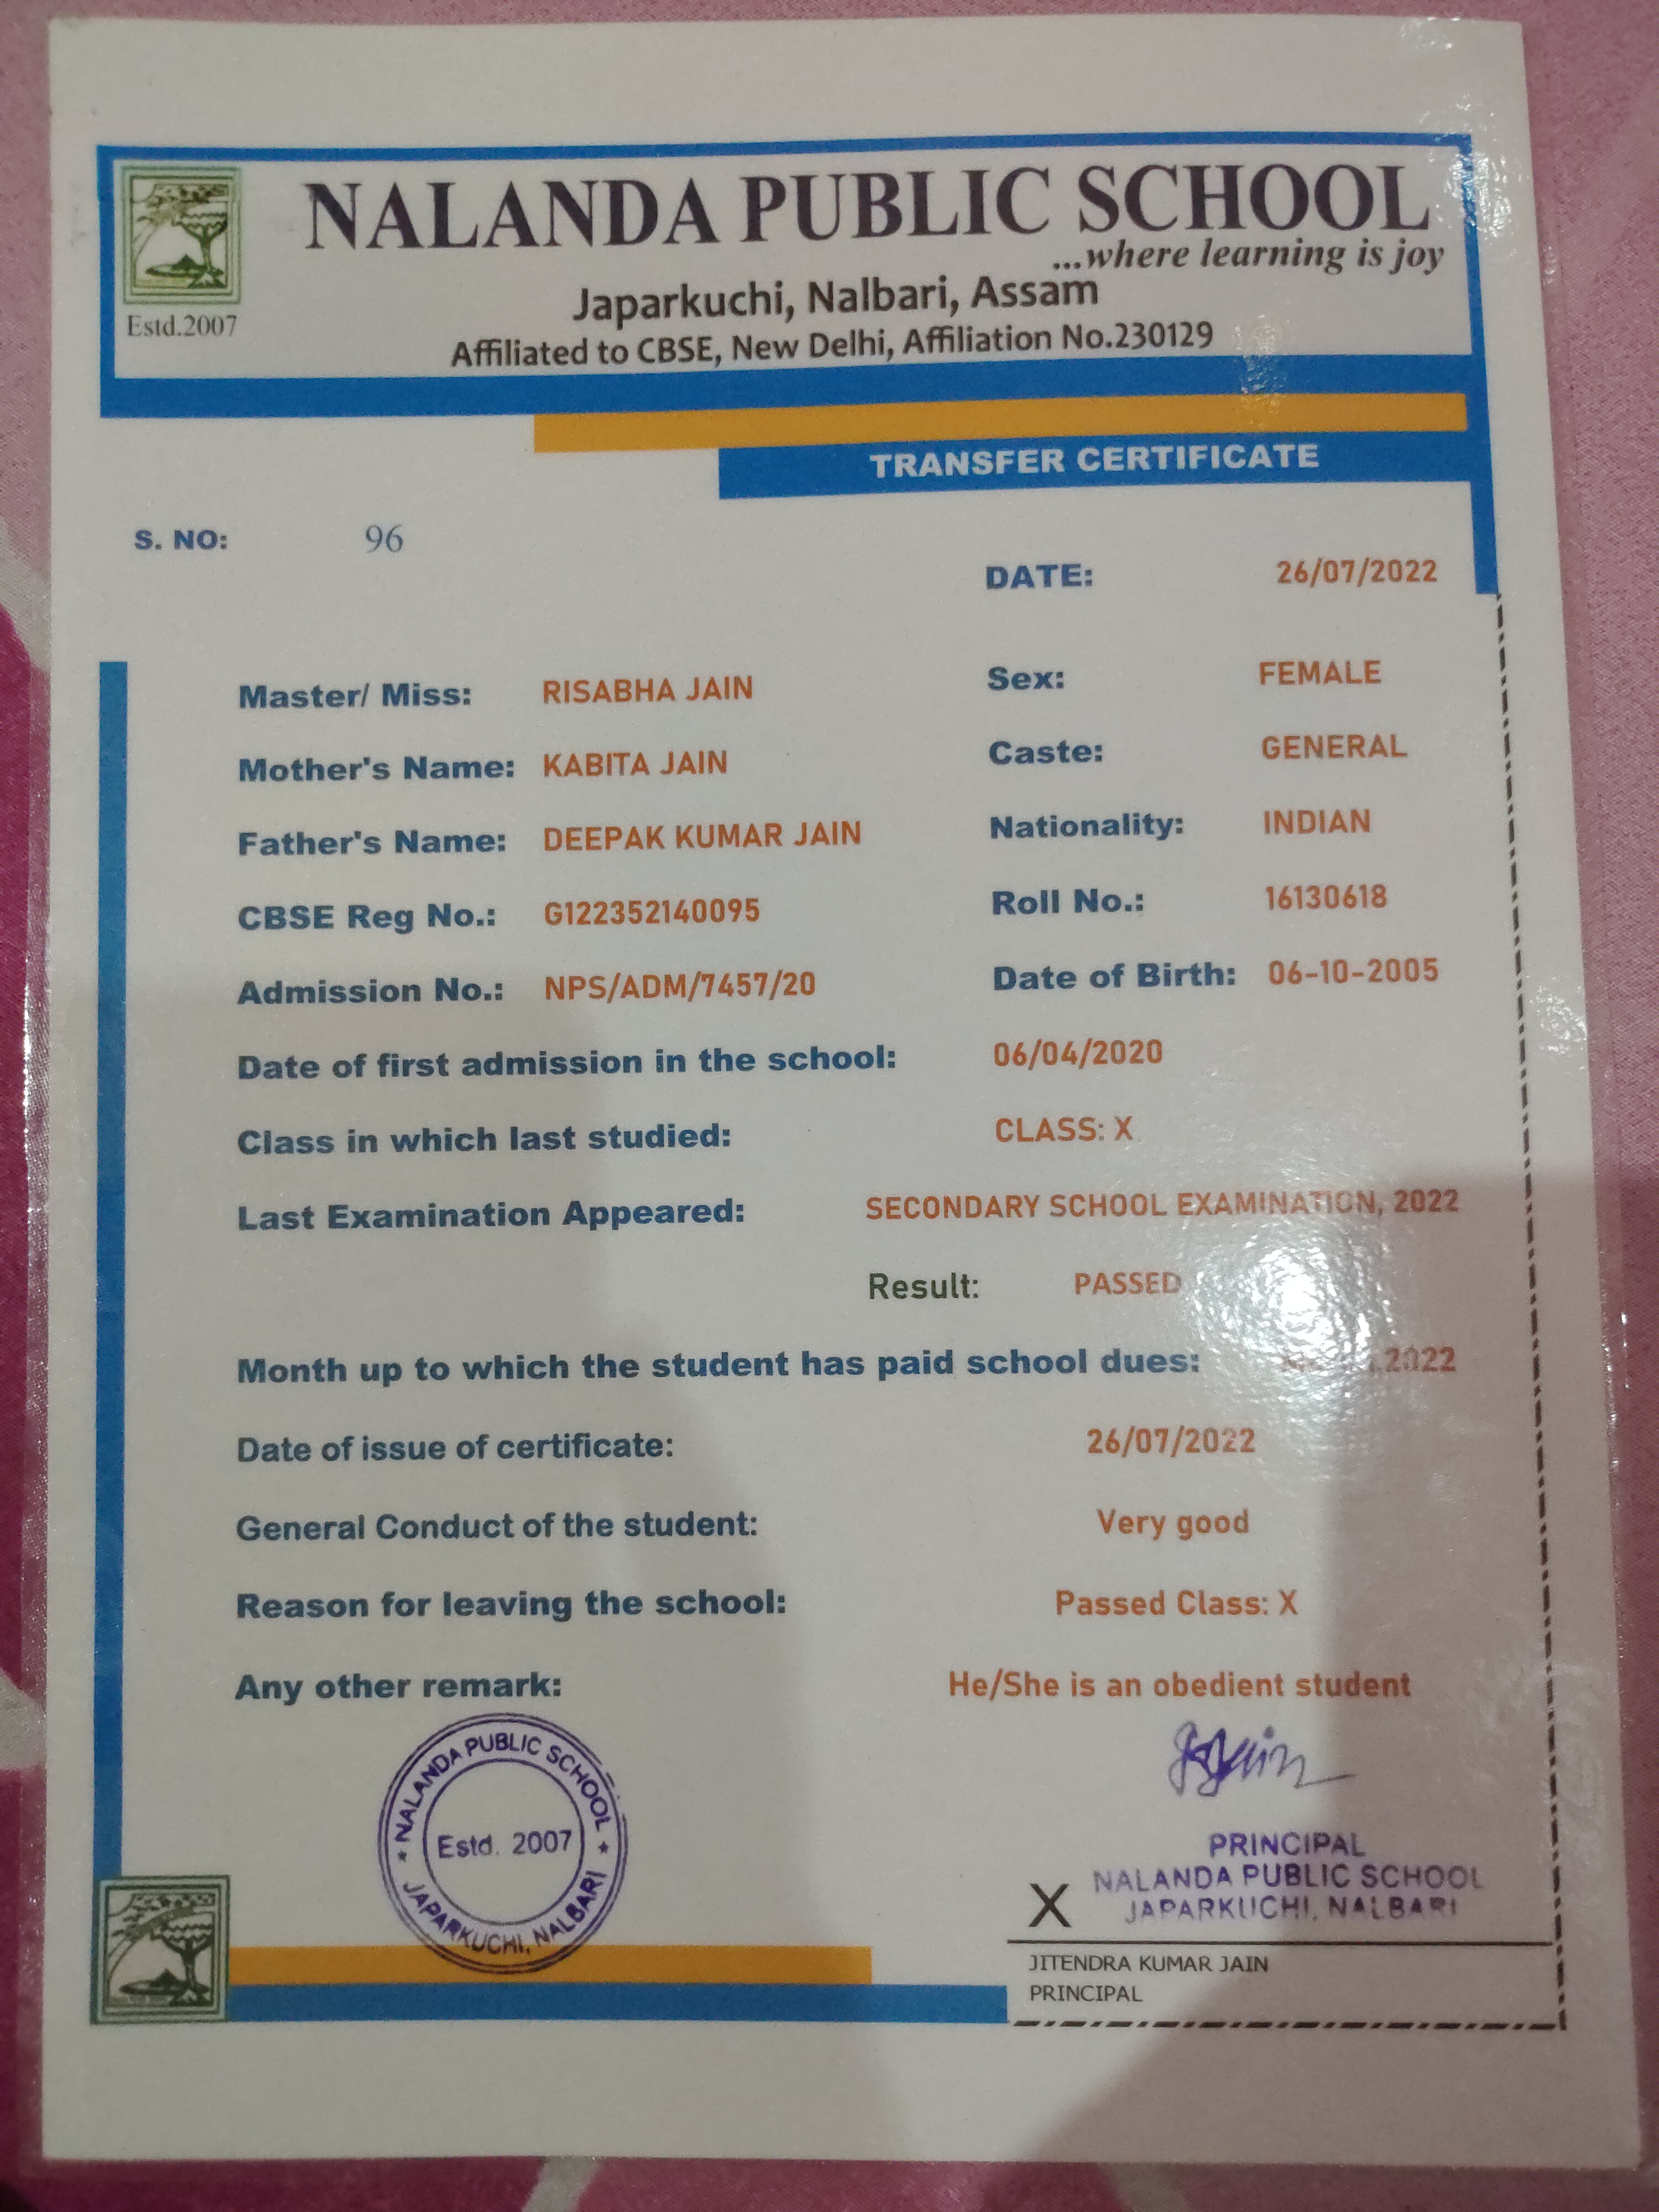 NALANDA PUBLIC SCHOOL
...where learning is joy
Estd.2007
Japarkuchi, Nalbari, Assam
Affiliated to CBSE, New Delhi, Affiliation No.230129
TRANSFER CERTIFICATE
S. NO: 96
DATE: 26/07/2022
Master/ Miss: RISABHA JAIN Sex: FEMALE
Mother's Name: KABITA JAIN Caste: GENERAL
Father's Name: DEEPAK KUMAR JAIN Nationality: INDIAN
CBSE Reg No.: G122352140095 Roll No.: 16130618
Admission No.: NPS/ADM/7457/20 Date of Birth: 06-10-2005
Date of first admission in the school: 06/04/2020
Class in which last studied: CLASS: X
Last Examination Appeared: SECONDARY SCHOOL EXAMINATION, 2022
Result: PASSED
Month up to which the student has paid school dues: 2022
Date of issue of certificate: 26/07/2022
General Conduct of the student: Very good
Reason for leaving the school: Passed Class: X
Any other remark: He/She is an obedient student
NALANDA PUBLIC SCHOOL
Estd. 2007
JAPARKUCHI, NALBARI
PRINCIPAL
NALANDA PUBLIC SCHOOL
X JAPARKUCHI, NALBARI
JITENDRA KUMAR JAIN
PRINCIPAL